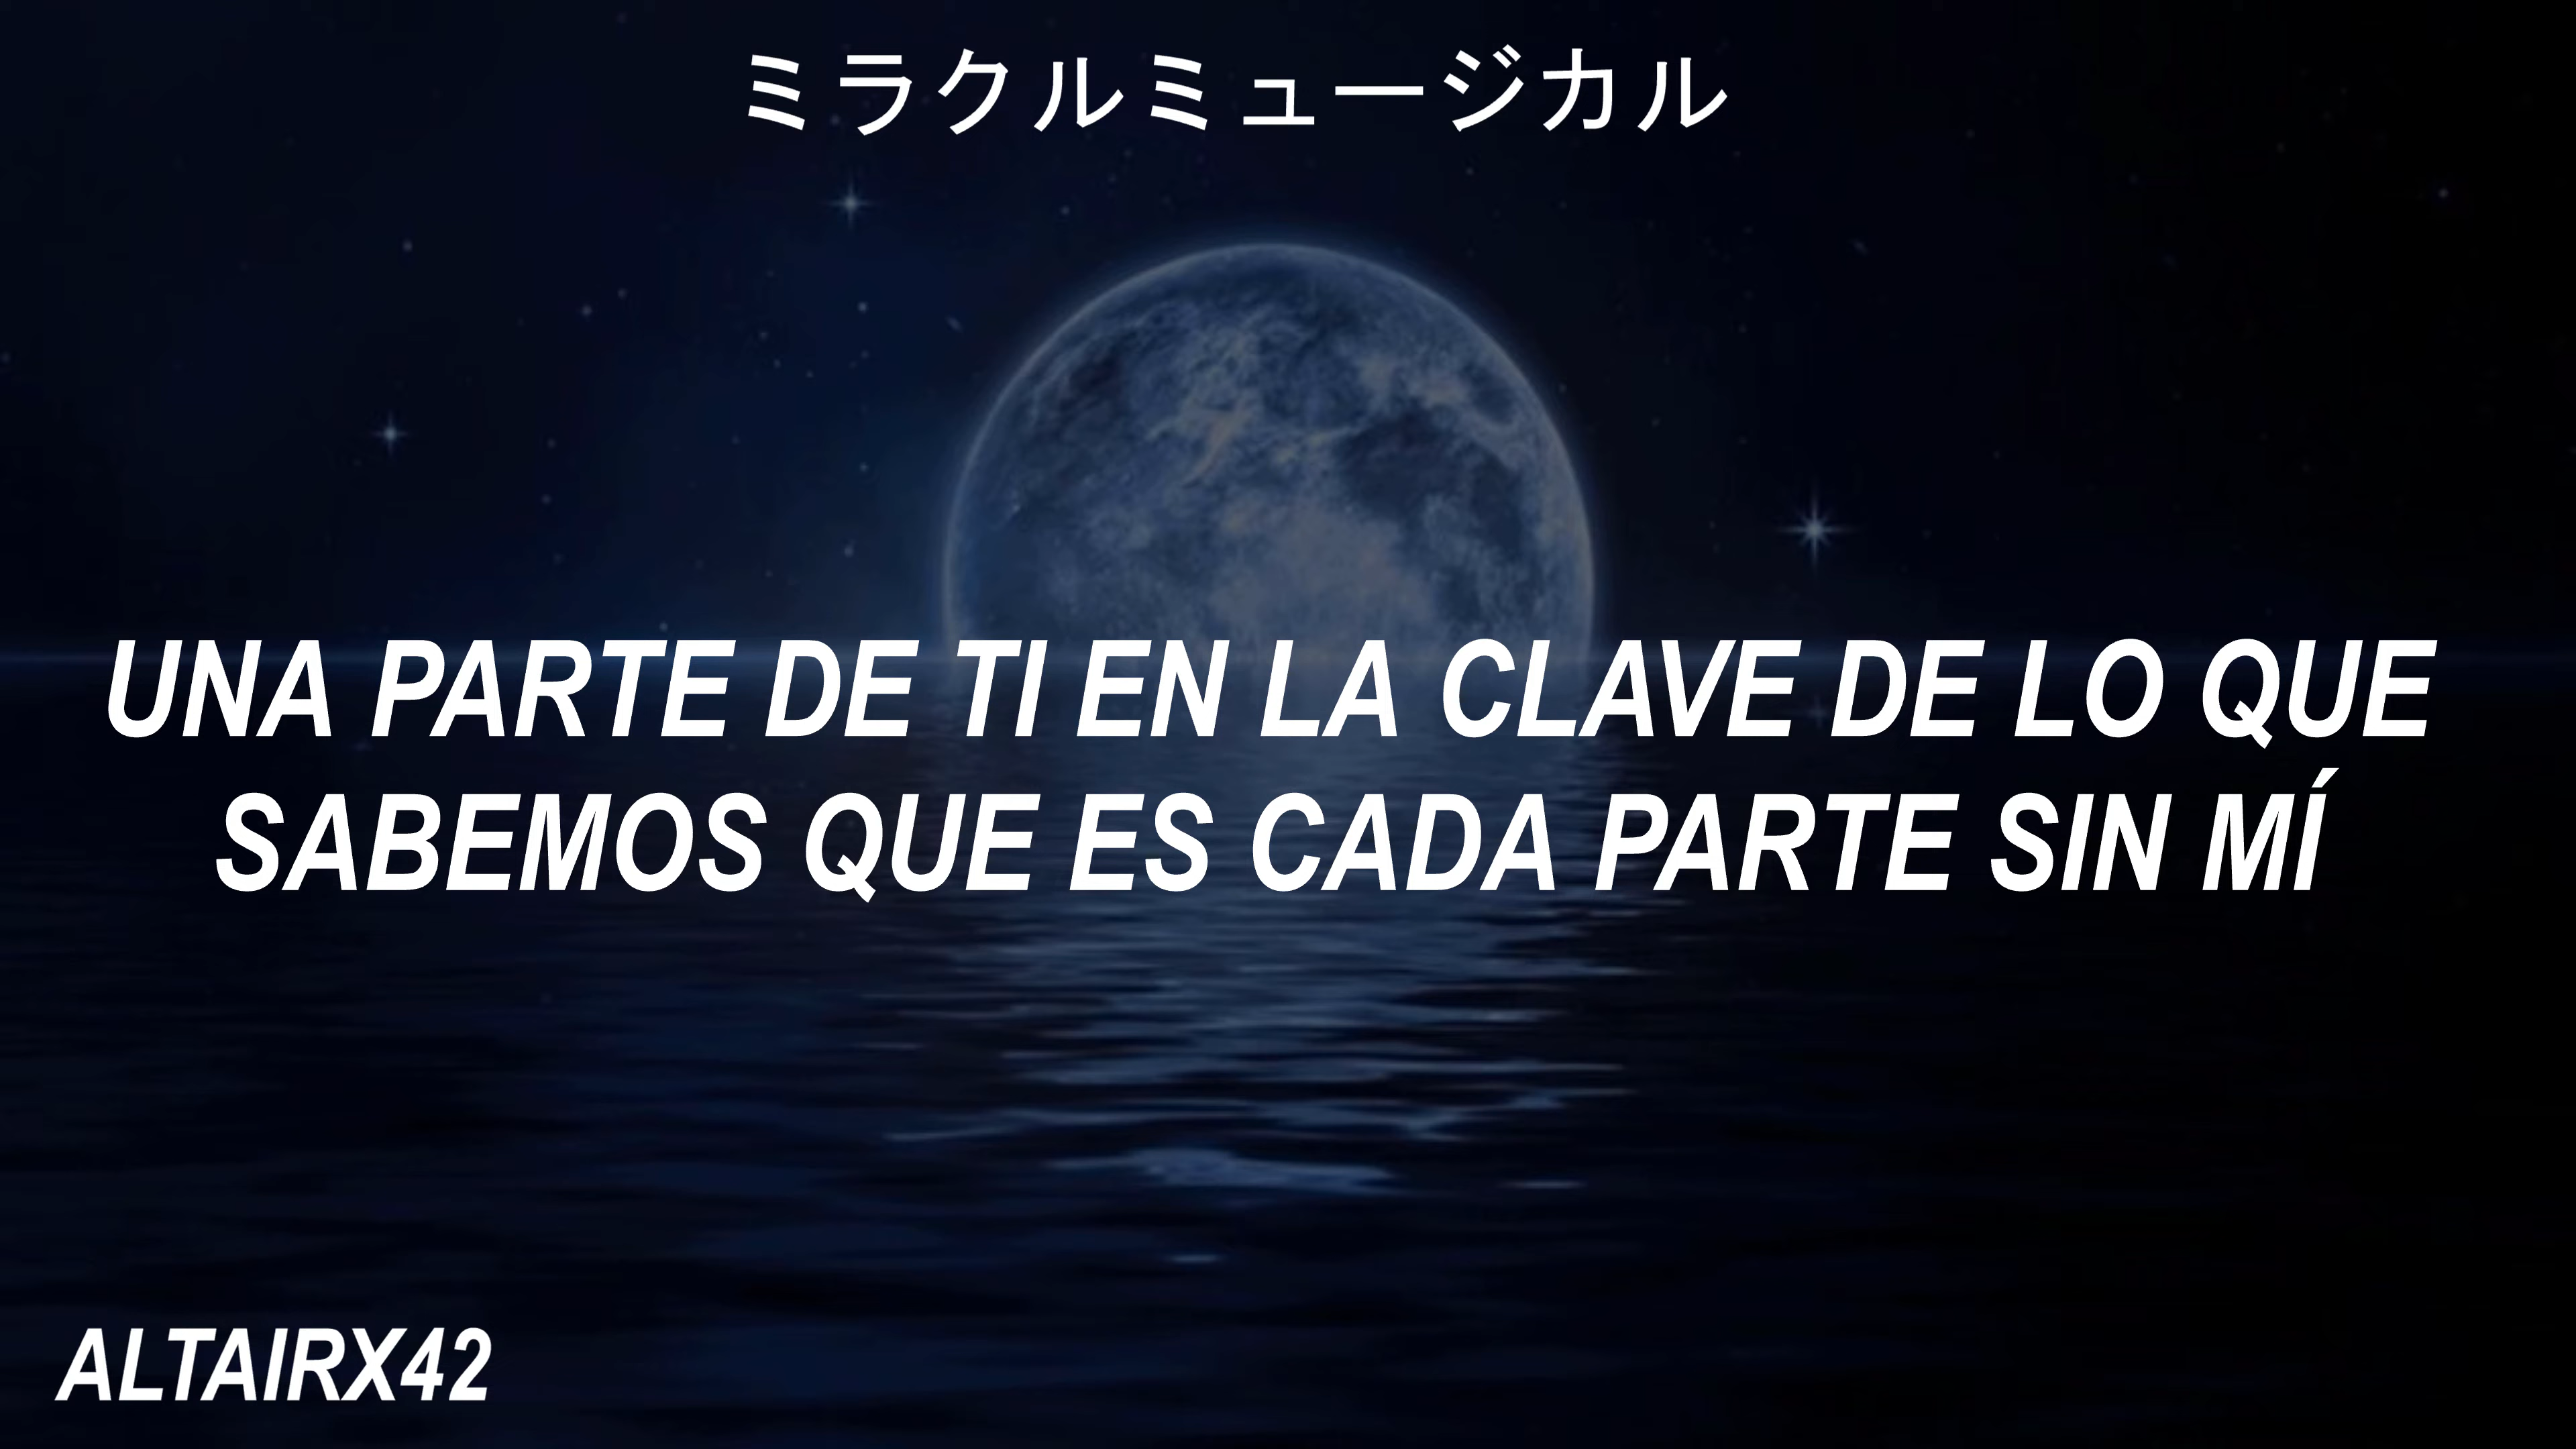 ミラクルミュージカル
UNA PARTE DE TI EN LA CLAVE DE LO QUE
SABEMOS QUE ES CADA PARTE SIN MÍ
ALTAIRX42